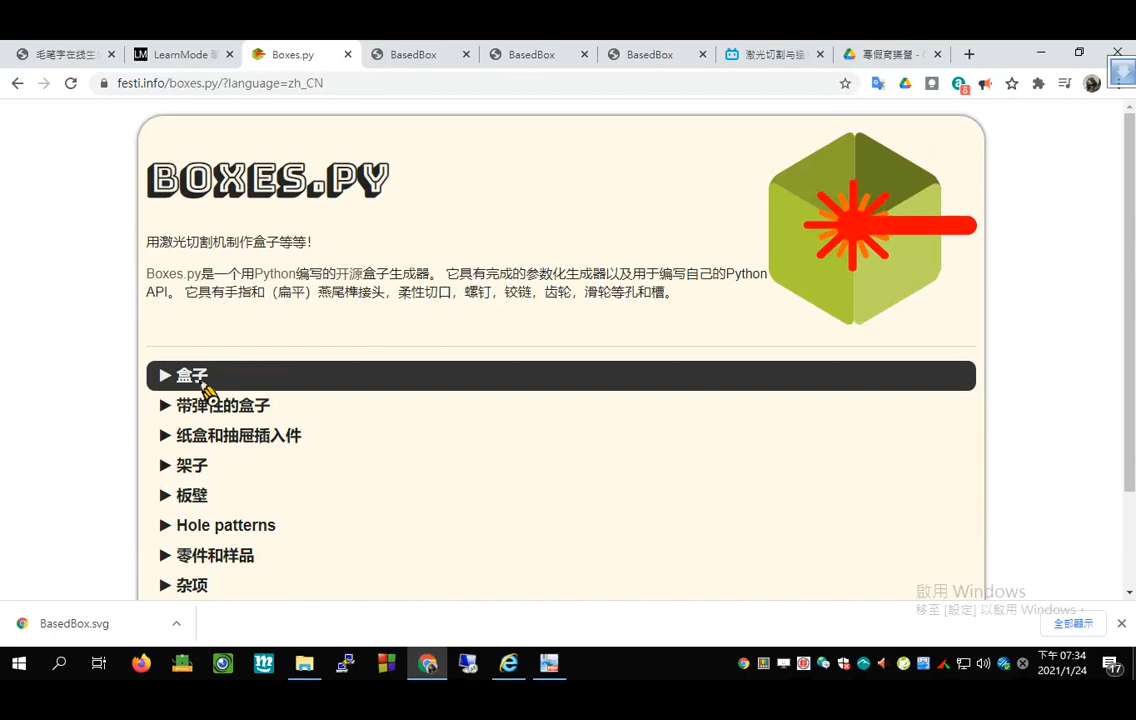 毛笔字在线生
LearnMode
Boxes.py
BasedBox
BasedBox
BasedBox
激光切割与
寒假育樂營 - (
festi.info/boxes.py/?language=zh_CN
8
BOXES.PY
用激光切割机制作盒子等等!
Boxes.py是一个用Python编写的开源盒子生成器。 它具有完成的参数化生成器以及用于编写自己的Python
API。 它具有手指和（扁平）燕尾榫接头，柔性切口，螺钉，铰链，齿轮，滑轮等孔和槽。
▶ 盒子
▶ 带弹性的盒子
▶ 纸盒和抽屉插入件
▶ 架子
▶ 板壁
▶ Hole patterns
▶ 零件和样品
▶ 杂项
啟用 Windows
移至 [設定] 以啟用 Windows。
BasedBox.svg
全部顯示
下午 07:34
2021/1/24
17